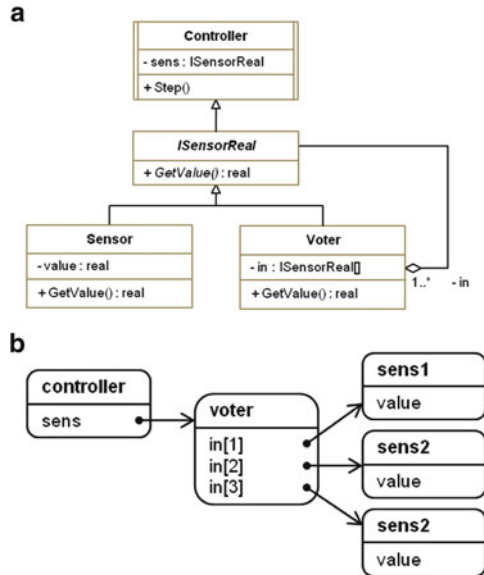 a
Controller
- sens : ISensorReal
+ Step()
ISensorReal
+ GetValue() : real
Sensor
- value : real
+ GetValue() : real
Voter
- in : ISensorReal[]
+ GetValue() : real
1..* - in
b
controller
sens
voter
in[1]
in[2]
in[3]
sens1
value
sens2
value
sens2
value